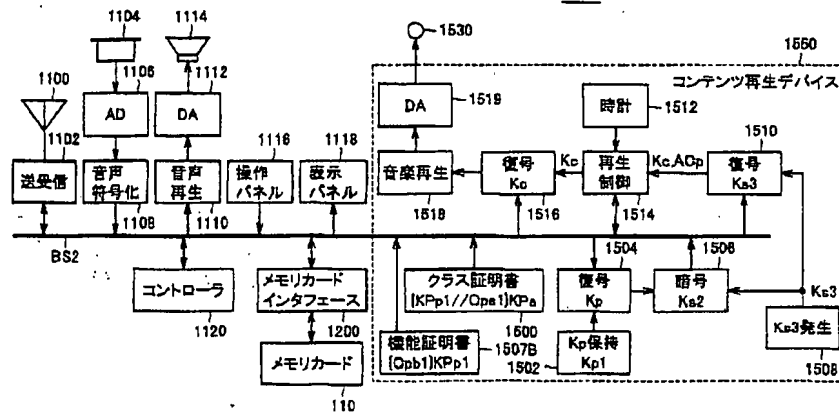 1530
1104
1114
1550
コンテンツ再生デバイス
1100
1106
1112
DA
1519
時計
1512
AD
DA
1102
1116
1118
1510
送受信
音声
符号化
音声
再生
操作
パネル
表示
パネル
音楽再生
Kc
復号
Kc
Kc
再生
制御
Kc,ACp
復号
Ks3
1108
1110
1518
1516
1514
BS2
1504
1506
コントローラ
メモリカード
インタフェース
クラス証明書
{KPp1//Cpa1}KPa
復号
Kp
暗号
Ks2
Ks3
1120
1200
1500
機能証明書
{Cpb1}KPp1
1507B
1502
Kp保持
Kp1
Ks3発生
1508
メモリカード
110